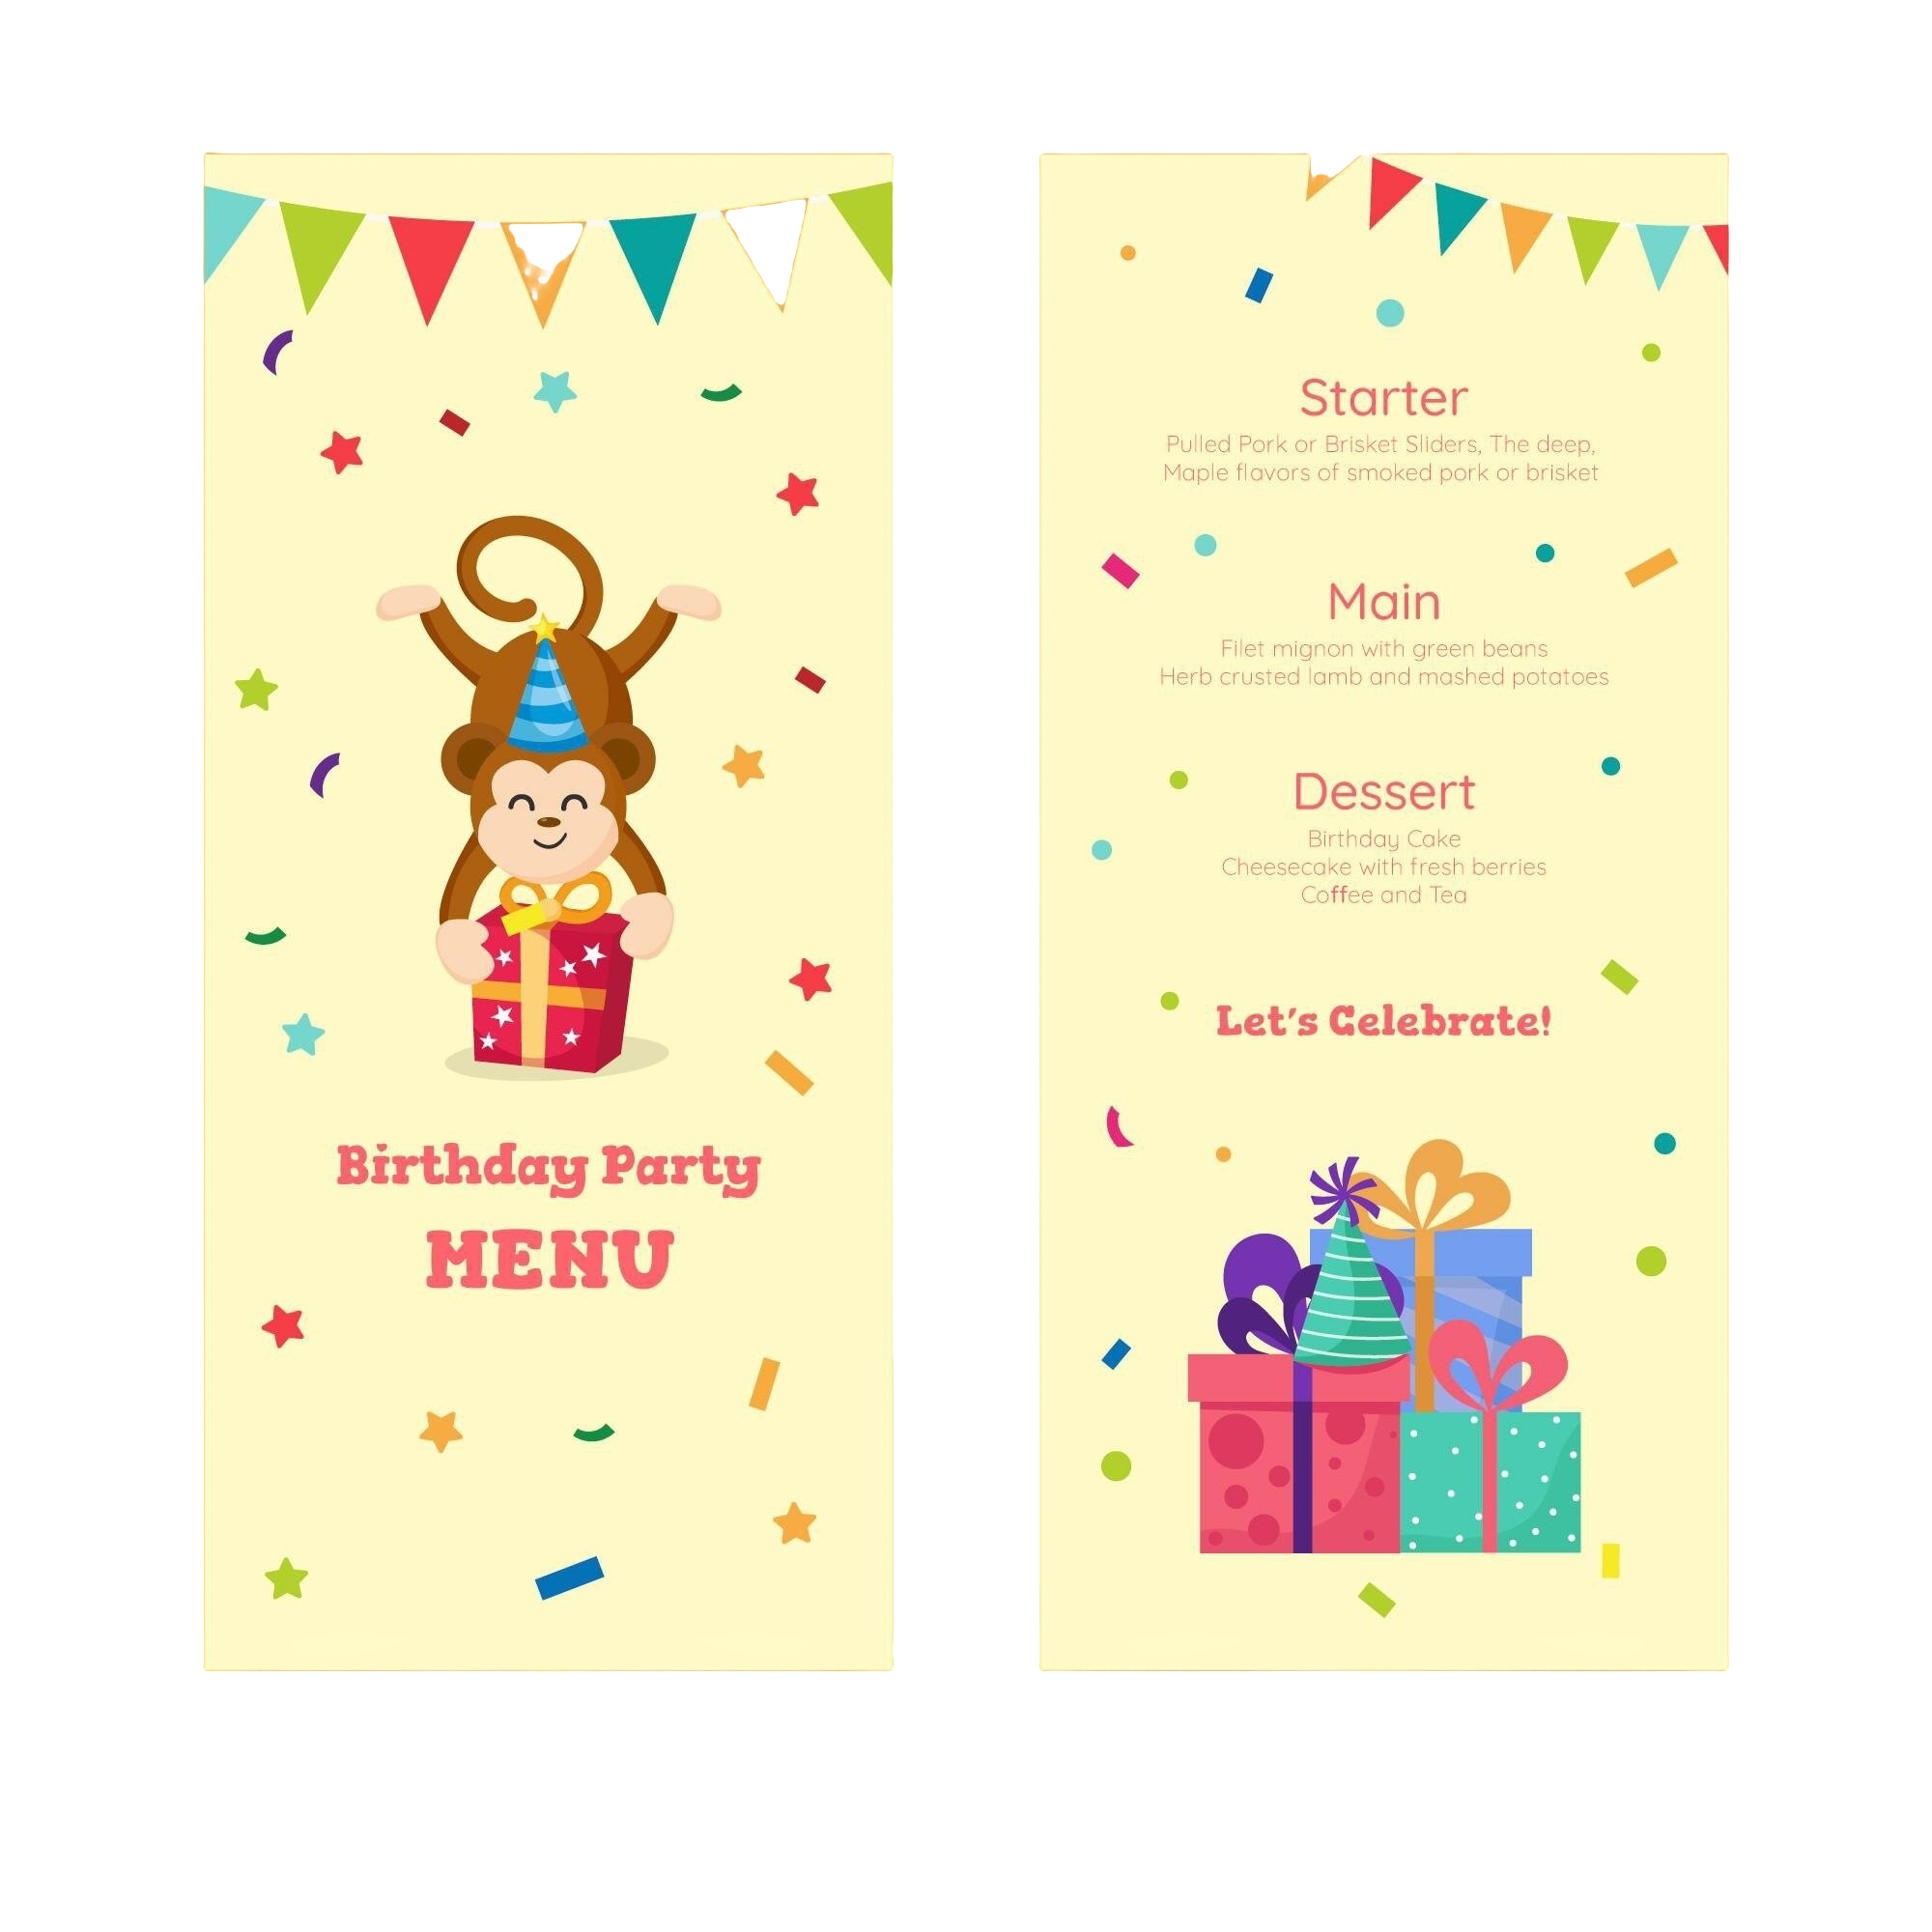 Birthday Party
MENU
Starter
Pulled Pork or Brisket Sliders, The deep,
Maple flavors of smoked pork or brisket
Main
Filet mignon with green beans
Herb crusted lamb and mashed potatoes
Dessert
Birthday Cake
Cheesecake with fresh berries
Coffee and Tea
Let's Celebrate!